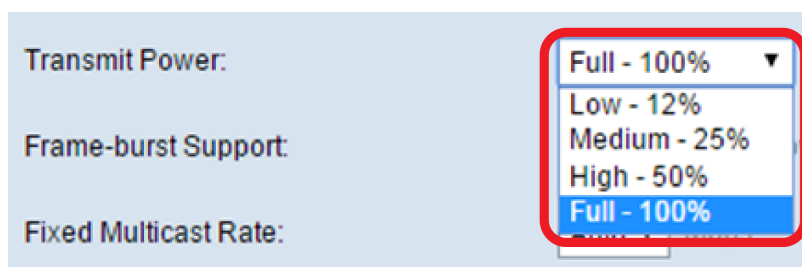 Transmit Power:
Full - 100%
Low - 12%
Medium - 25%
High - 50%
Full - 100%
Frame-burst Support:
Fixed Multicast Rate: